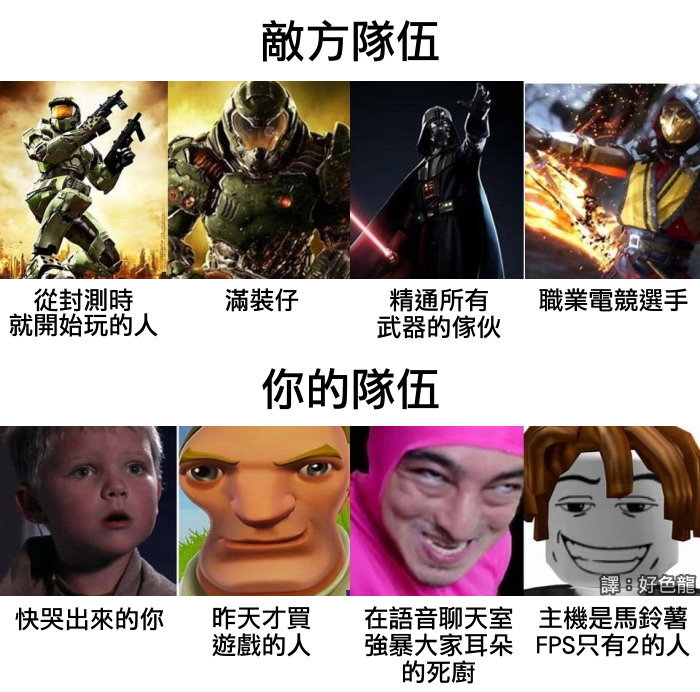 敵方隊伍
從封測時
就開始玩的人
滿裝仔
精通所有
武器的傢伙
職業電競選手
你的隊伍
譯：好色龍
快哭出來的你
昨天才買
遊戲的人
在語音聊天室
強暴大家耳朵
的死廚
主機是馬鈴薯
FPS只有2的人